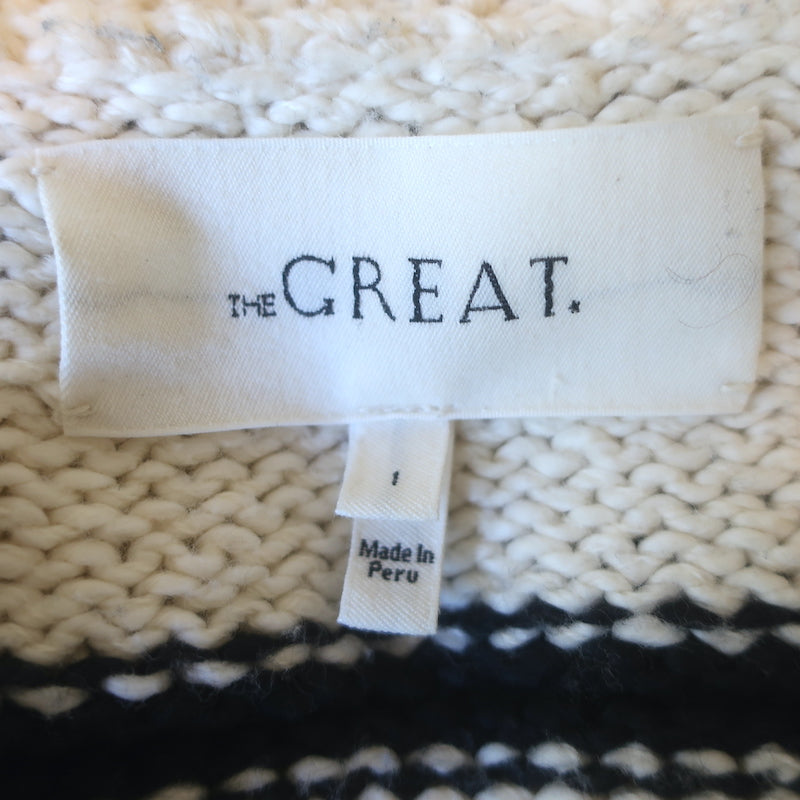 THE GREAT.
1
Made In
Peru